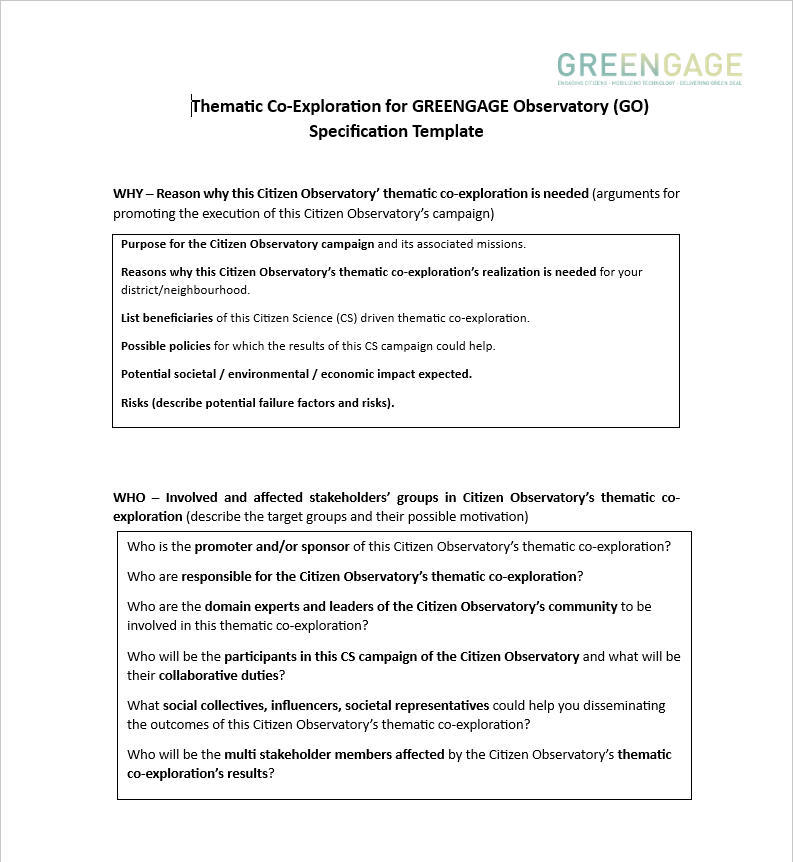 GREENGAGE
ENGAGING CITIZENS - MOBILIZING TECHNOLOGY - DELIVERING GREEN DEAL
Thematic Co-Exploration for GREENGAGE Observatory (GO)
Specification Template
WHY – Reason why this Citizen Observatory’ thematic co-exploration is needed (arguments for
promoting the execution of this Citizen Observatory’s campaign)
Purpose for the Citizen Observatory campaign and its associated missions.
Reasons why this Citizen Observatory’s thematic co-exploration’s realization is needed for your
district/neighbourhood.
List beneficiaries of this Citizen Science (CS) driven thematic co-exploration.
Possible policies for which the results of this CS campaign could help.
Potential societal / environmental / economic impact expected.
Risks (describe potential failure factors and risks).
WHO – Involved and affected stakeholders’ groups in Citizen Observatory’s thematic co-
exploration (describe the target groups and their possible motivation)
Who is the promoter and/or sponsor of this Citizen Observatory’s thematic co-exploration?
Who are responsible for the Citizen Observatory’s thematic co-exploration?
Who are the domain experts and leaders of the Citizen Observatory’s community to be
involved in this thematic co-exploration?
Who will be the participants in this CS campaign of the Citizen Observatory and what will be
their collaborative duties?
What social collectives, influencers, societal representatives could help you disseminating
the outcomes of this Citizen Observatory’s thematic co-exploration?
Who will be the multi stakeholder members affected by the Citizen Observatory’s thematic
co-exploration’s results?